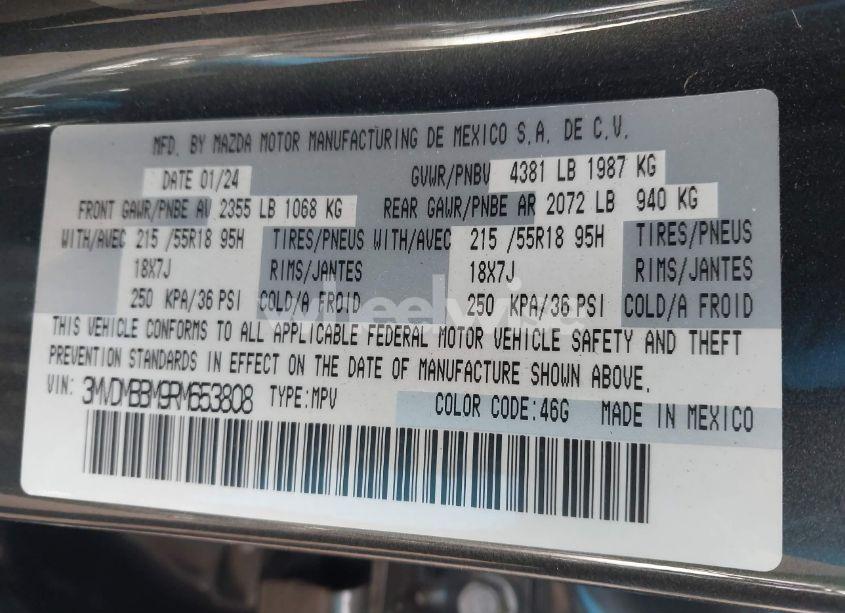 MFD. BY MAZDA MOTOR MANUFACTURING DE MEXICO S.A. DE C.V.
DATE 01/24 GVWR/PNBV 4381 LB 1987 KG
FRONT GAWR/PNBE AV 2355 LB 1068 KG REAR GAWR/PNBE AR 2072 LB 940 KG
WITH/AVEC 215 /55R18 95H TIRES/PNEUS WITH/AVEC 215 /55R18 95H TIRES/PNEUS
18X7J RIMS/JANTES 18X7J RIMS/JANTES
250 KPA/36 PSI COLD/A FROID 250 KPA/36 PSI COLD/A FROID
THIS VEHICLE CONFORMS TO ALL APPLICABLE FEDERAL MOTOR VEHICLE SAFETY AND THEFT
PREVENTION STANDARDS IN EFFECT ON THE DATE OF MANUFACTURE SHOWN ABOVE.
VIN: 3MVDMBBM9RM653808 TYPE:MPV COLOR CODE:46G MADE IN MEXICO